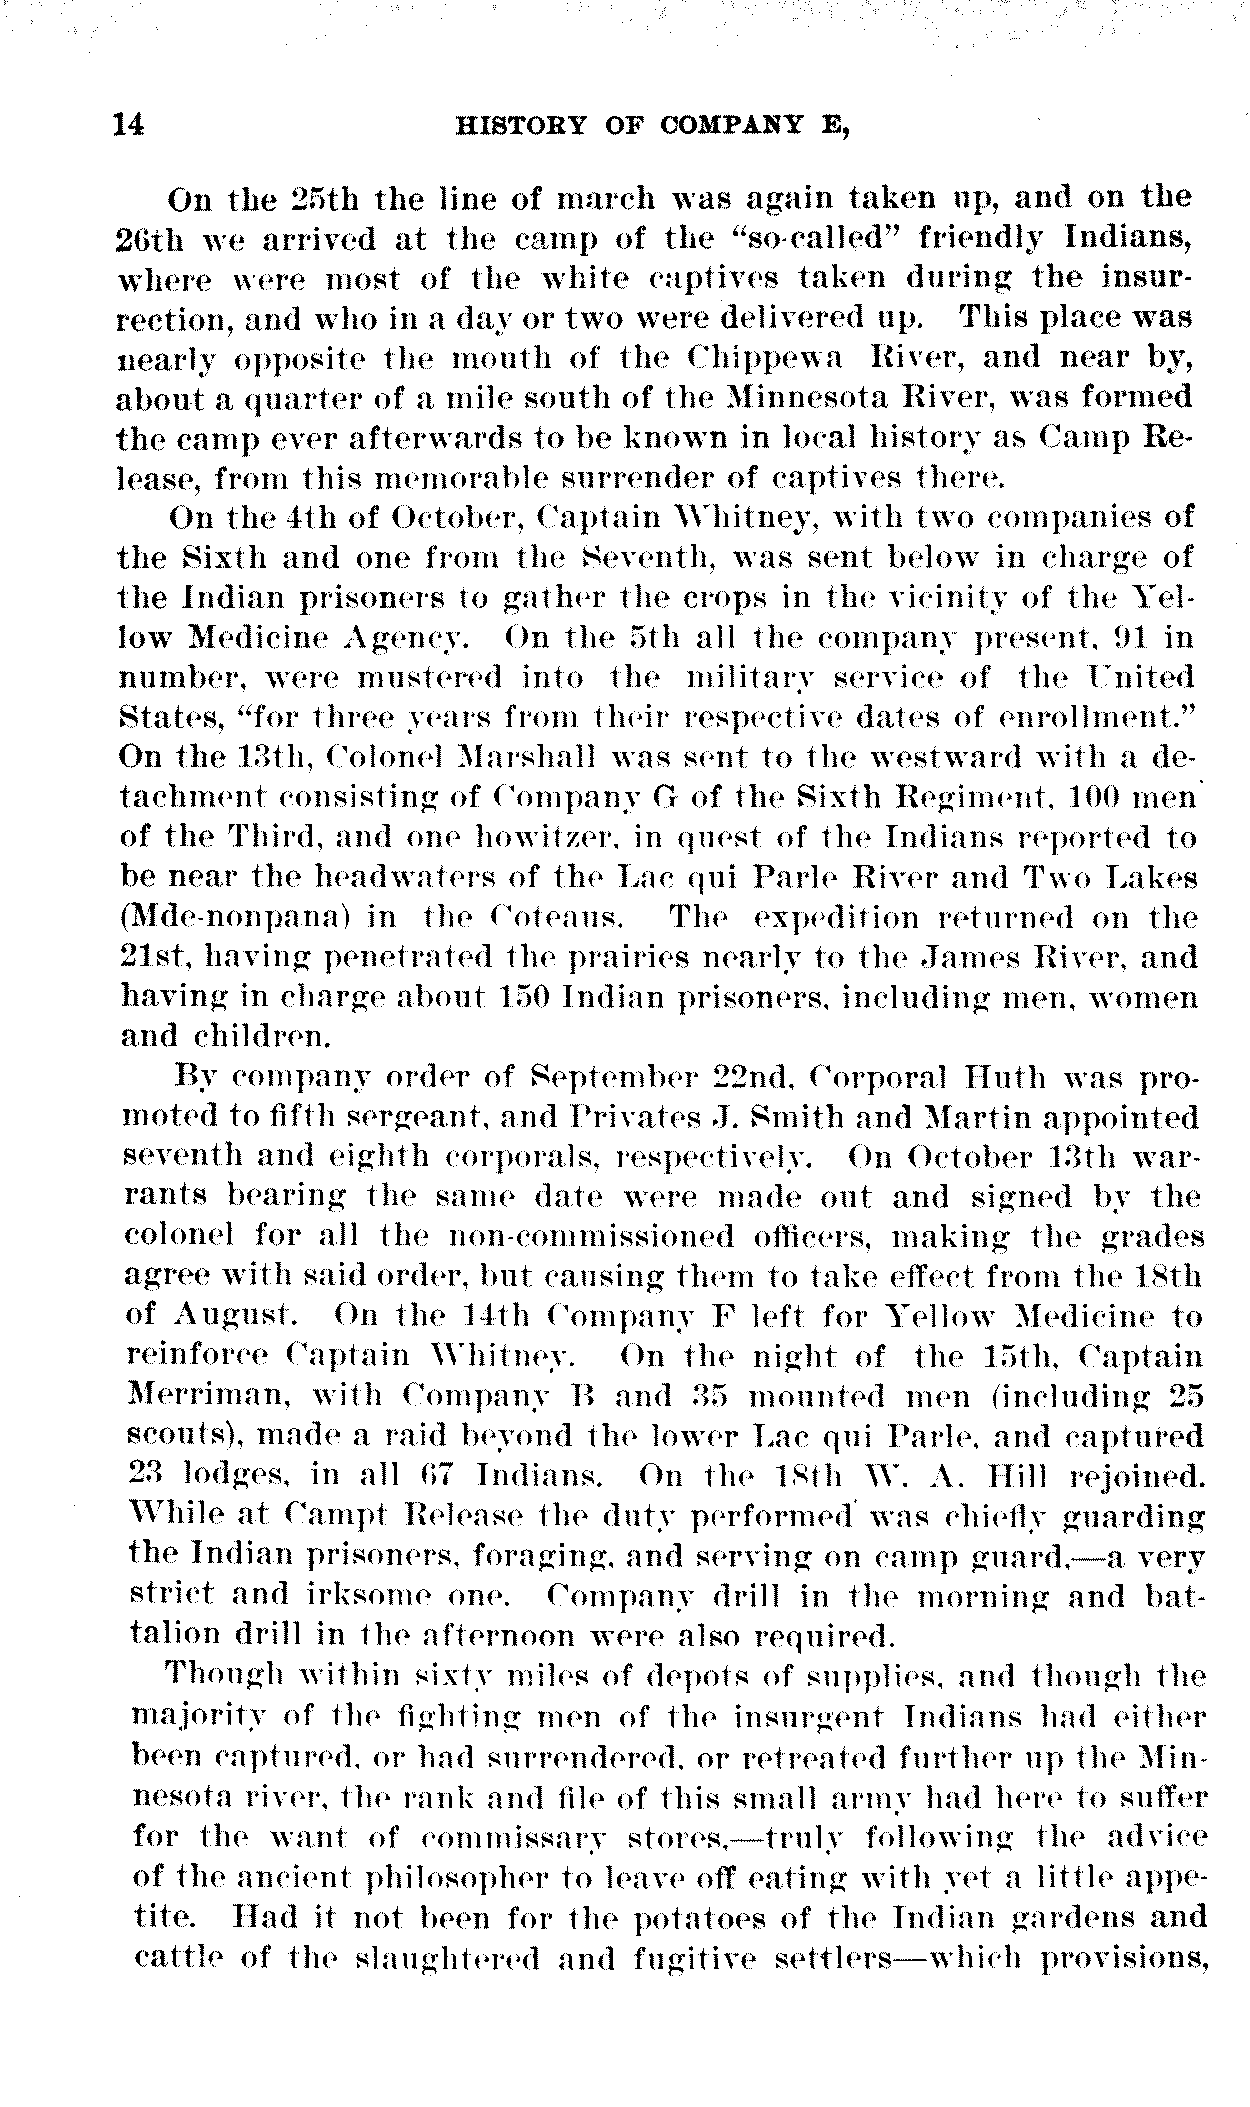 14 HISTORY OF COMPANY E,
On the 25th the line of march was again taken up, and on the
26th we arrived at the camp of the “so-called” friendly Indians,
where were most of the white captives taken during the insur-
rection, and who in a day or two were delivered up. This place was
nearly opposite the mouth of the Chippewa River, and near by,
about a quarter of a mile south of the Minnesota River, was formed
the camp ever afterwards to be known in local history as Camp Re-
lease, from this memorable surrender of captives there.
On the 4th of October, Captain Whitney, with two companies of
the Sixth and one from the Seventh, was sent below in charge of
the Indian prisoners to gather the crops in the vicinity of the Yel-
low Medicine Agency. On the 5th all the company present, 91 in
number, were mustered into the military service of the United
States, “for three years from their respective dates of enrollment.”
On the 13th, Colonel Marshall was sent to the westward with a de-
tachment consisting of Company G of the Sixth Regiment, 100 men
of the Third, and one howitzer, in quest of the Indians reported to
be near the headwaters of the Lac qui Parle River and Two Lakes
(Mde-nonpana) in the Coteaus. The expedition returned on the
21st, having penetrated the prairies nearly to the James River, and
having in charge about 150 Indian prisoners, including men, women
and children.
By company order of September 22nd, Corporal Huth was pro-
moted to fifth sergeant, and Privates J. Smith and Martin appointed
seventh and eighth corporals, respectively. On October 13th war-
rants bearing the same date were made out and signed by the
colonel for all the non-commissioned officers, making the grades
agree with said order, but causing them to take effect from the 18th
of August. On the 14th Company F left for Yellow Medicine to
reinforce Captain Whitney. On the night of the 15th, Captain
Merriman, with Company B and 35 mounted men (including 25
scouts), made a raid beyond the lower Lac qui Parle, and captured
23 lodges, in all 67 Indians. On the 18th W. A. Hill rejoined.
While at Campt Release the duty performed was chiefly guarding
the Indian prisoners, foraging, and serving on camp guard,—a very
strict and irksome one. Company drill in the morning and bat-
talion drill in the afternoon were also required.
Though within sixty miles of depots of supplies, and though the
majority of the fighting men of the insurgent Indians had either
been captured, or had surrendered, or retreated further up the Min-
nesota river, the rank and file of this small army had here to suffer
for the want of commissary stores,—truly following the advice
of the ancient philosopher to leave off eating with yet a little appe-
tite. Had it not been for the potatoes of the Indian gardens and
cattle of the slaughtered and fugitive settlers—which provisions,